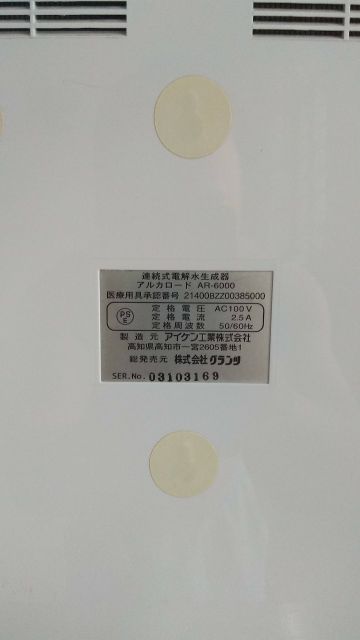 連続式電解水生成器
アルカロード AR-6000
医療用具承認番号 21400BZZ00385000
PS
E
定格電圧 AC100V
定格電流 2.5A
定格周波数 50/60Hz
製造元 アイケン工業株式会社
高知県高知市一宮2605番地1
総発売元 株式会社グランツ
SER.No. 03103169